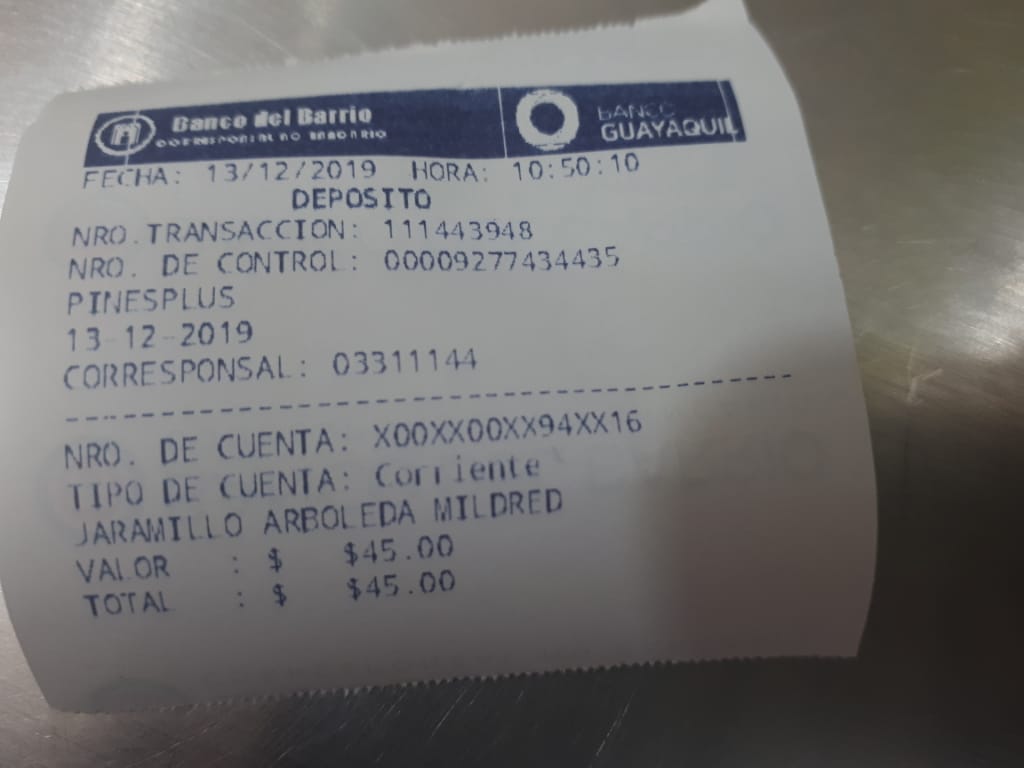 Banco del Barrio
CORRESPONSAL NO BANCARIO
BANCO
GUAYAQUIL
FECHA: 13/12/2019 HORA: 10:50:10
DEPOSITO
NRO.TRANSACCION: 111443948
NRO. DE CONTROL: 00009277434435
PINESPLUS
13-12-2019
CORRESPONSAL: 03311144
NRO. DE CUENTA: X00XX00XX94XX16
TIPO DE CUENTA: Corriente
JARAMILLO ARBOLEDA MILDRED
VALOR : $ $45.00
TOTAL : $ $45.00